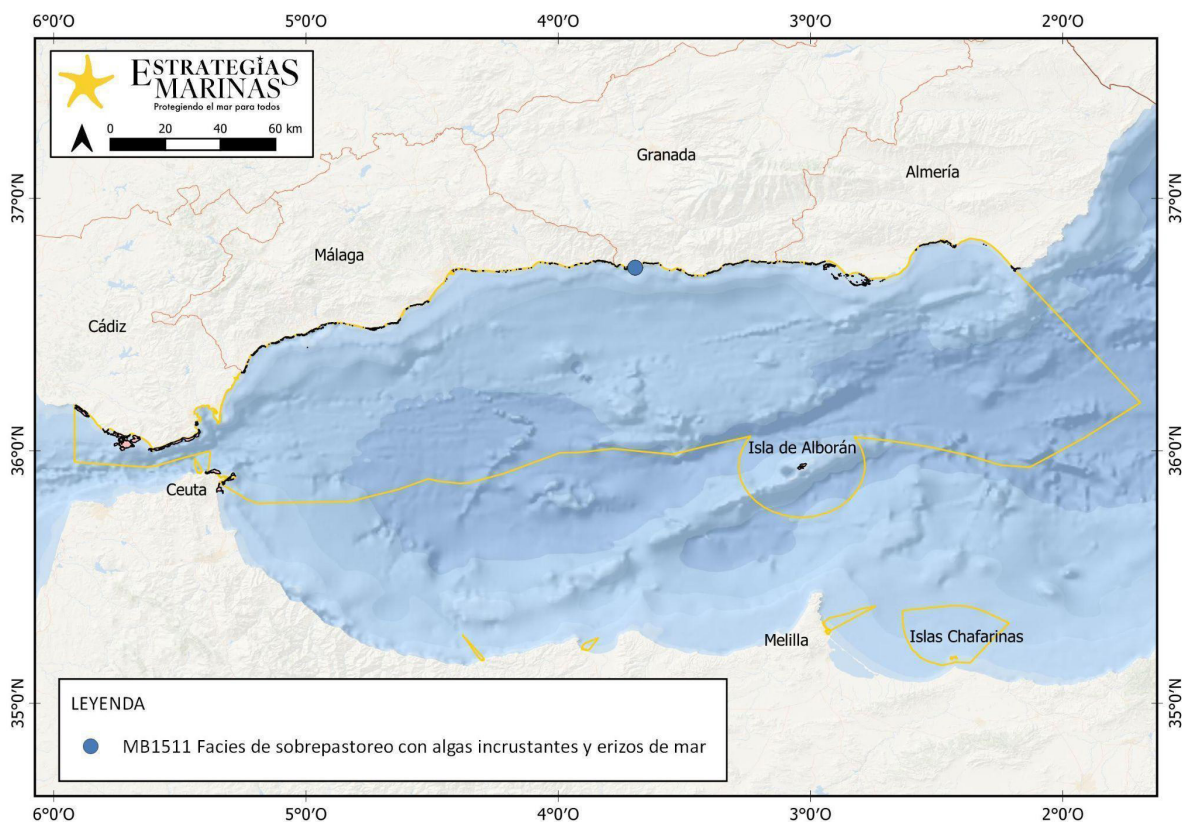 6°0'O 5°0'O 4°0'O 3°0'O 2°0'O
ESTRATEGIAS
MARINAS
Protegiendo el mar para todos
0 20 40 60 km
Granada
Almería
37°0'N 37°0'N
Málaga
Cádiz
36°0'N 36°0'N
Isla de Alborán
Ceuta
Melilla
Islas Chafarinas
35°0'N 35°0'N
LEYENDA
MB1511 Facies de sobrepastoreo con algas incrustantes y erizos de mar
6°0'O 5°0'O 4°0'O 3°0'O 2°0'O